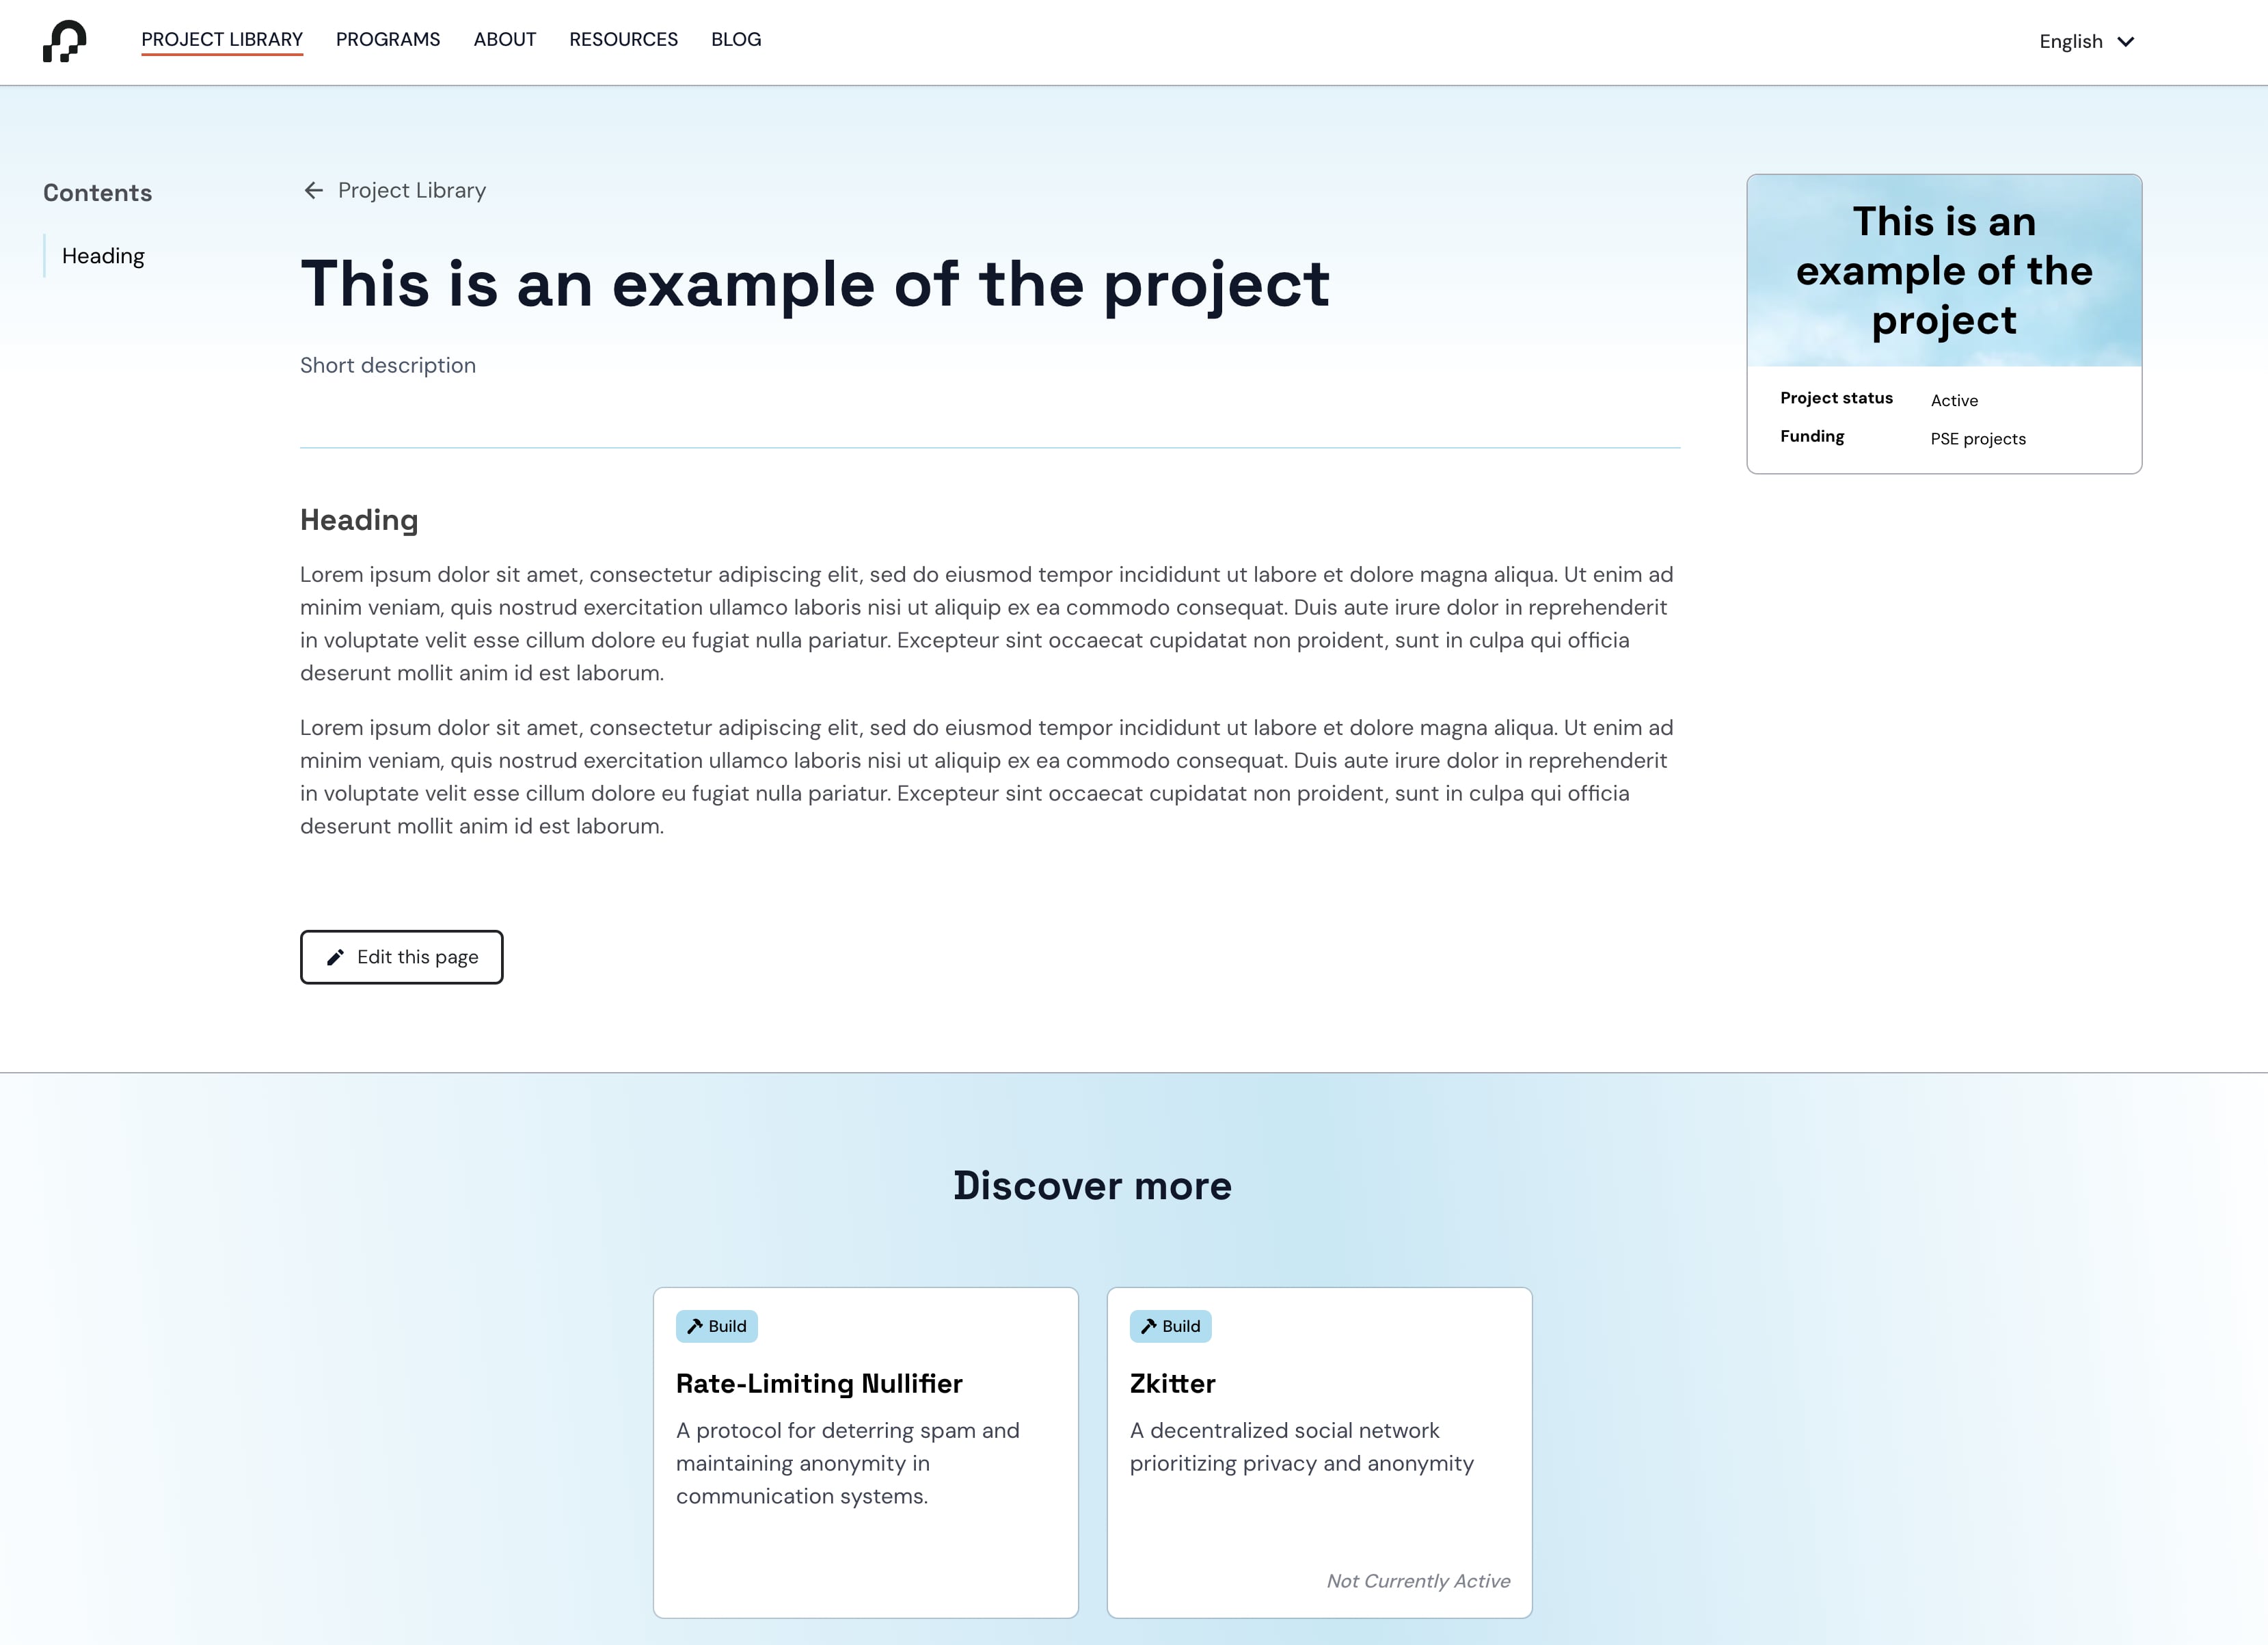 PROJECT LIBRARY PROGRAMS ABOUT RESOURCES BLOG
English
Contents
Heading
Project Library
This is an example of the project
Short description
This is an
example of the
project
Project status Active
Funding PSE projects
Heading
Lorem ipsum dolor sit amet, consectetur adipiscing elit, sed do eiusmod tempor incididunt ut labore et dolore magna aliqua. Ut enim ad
minim veniam, quis nostrud exercitation ullamco laboris nisi ut aliquip ex ea commodo consequat. Duis aute irure dolor in reprehenderit
in voluptate velit esse cillum dolore eu fugiat nulla pariatur. Excepteur sint occaecat cupidatat non proident, sunt in culpa qui officia
deserunt mollit anim id est laborum.
Lorem ipsum dolor sit amet, consectetur adipiscing elit, sed do eiusmod tempor incididunt ut labore et dolore magna aliqua. Ut enim ad
minim veniam, quis nostrud exercitation ullamco laboris nisi ut aliquip ex ea commodo consequat. Duis aute irure dolor in reprehenderit
in voluptate velit esse cillum dolore eu fugiat nulla pariatur. Excepteur sint occaecat cupidatat non proident, sunt in culpa qui officia
deserunt mollit anim id est laborum.
Edit this page
Discover more
Build
Rate-Limiting Nullifier
A protocol for deterring spam and
maintaining anonymity in
communication systems.
Build
Zkitter
A decentralized social network
prioritizing privacy and anonymity
Not Currently Active